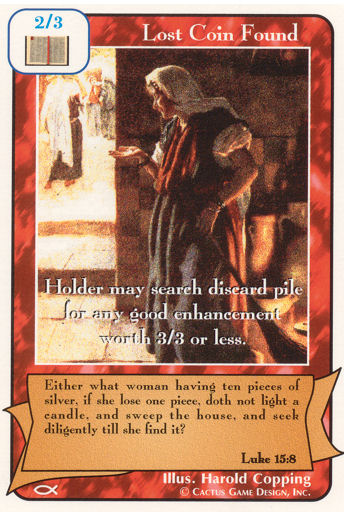 2/3
Lost Coin Found
Holder may search discard pile
for any good enhancement
worth 3/3 or less.
Either what woman having ten pieces of
silver, if she lose one piece, doth not light a
candle, and sweep the house, and seek
diligently till she find it?
Luke 15:8
Illus. Harold Copping
© Cactus Game Design, Inc.